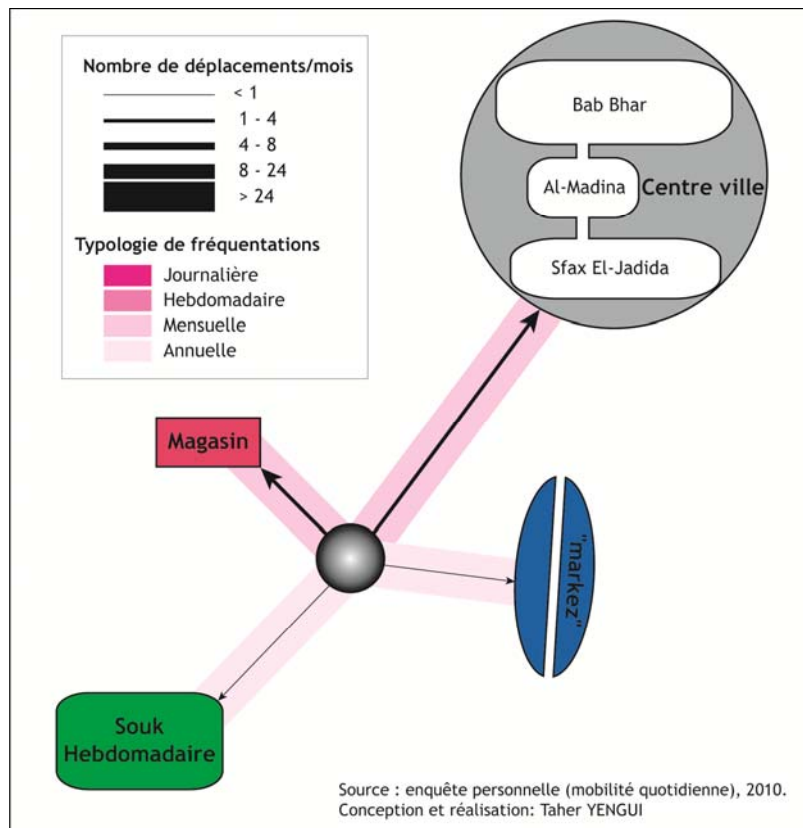 Nombre de déplacements/mois
< 1
1 - 4
4 - 8
8 - 24
> 24
Typologie de fréquentations
Journalière
Hebdomadaire
Mensuelle
Annuelle
Bab Bhar
Al-Madina
Centre ville
Sfax El-Jadida
Magasin
"markez"
Souk
Hebdomadaire
Source : enquête personnelle (mobilité quotidienne), 2010.
Conception et réalisation: Taher YENGUI